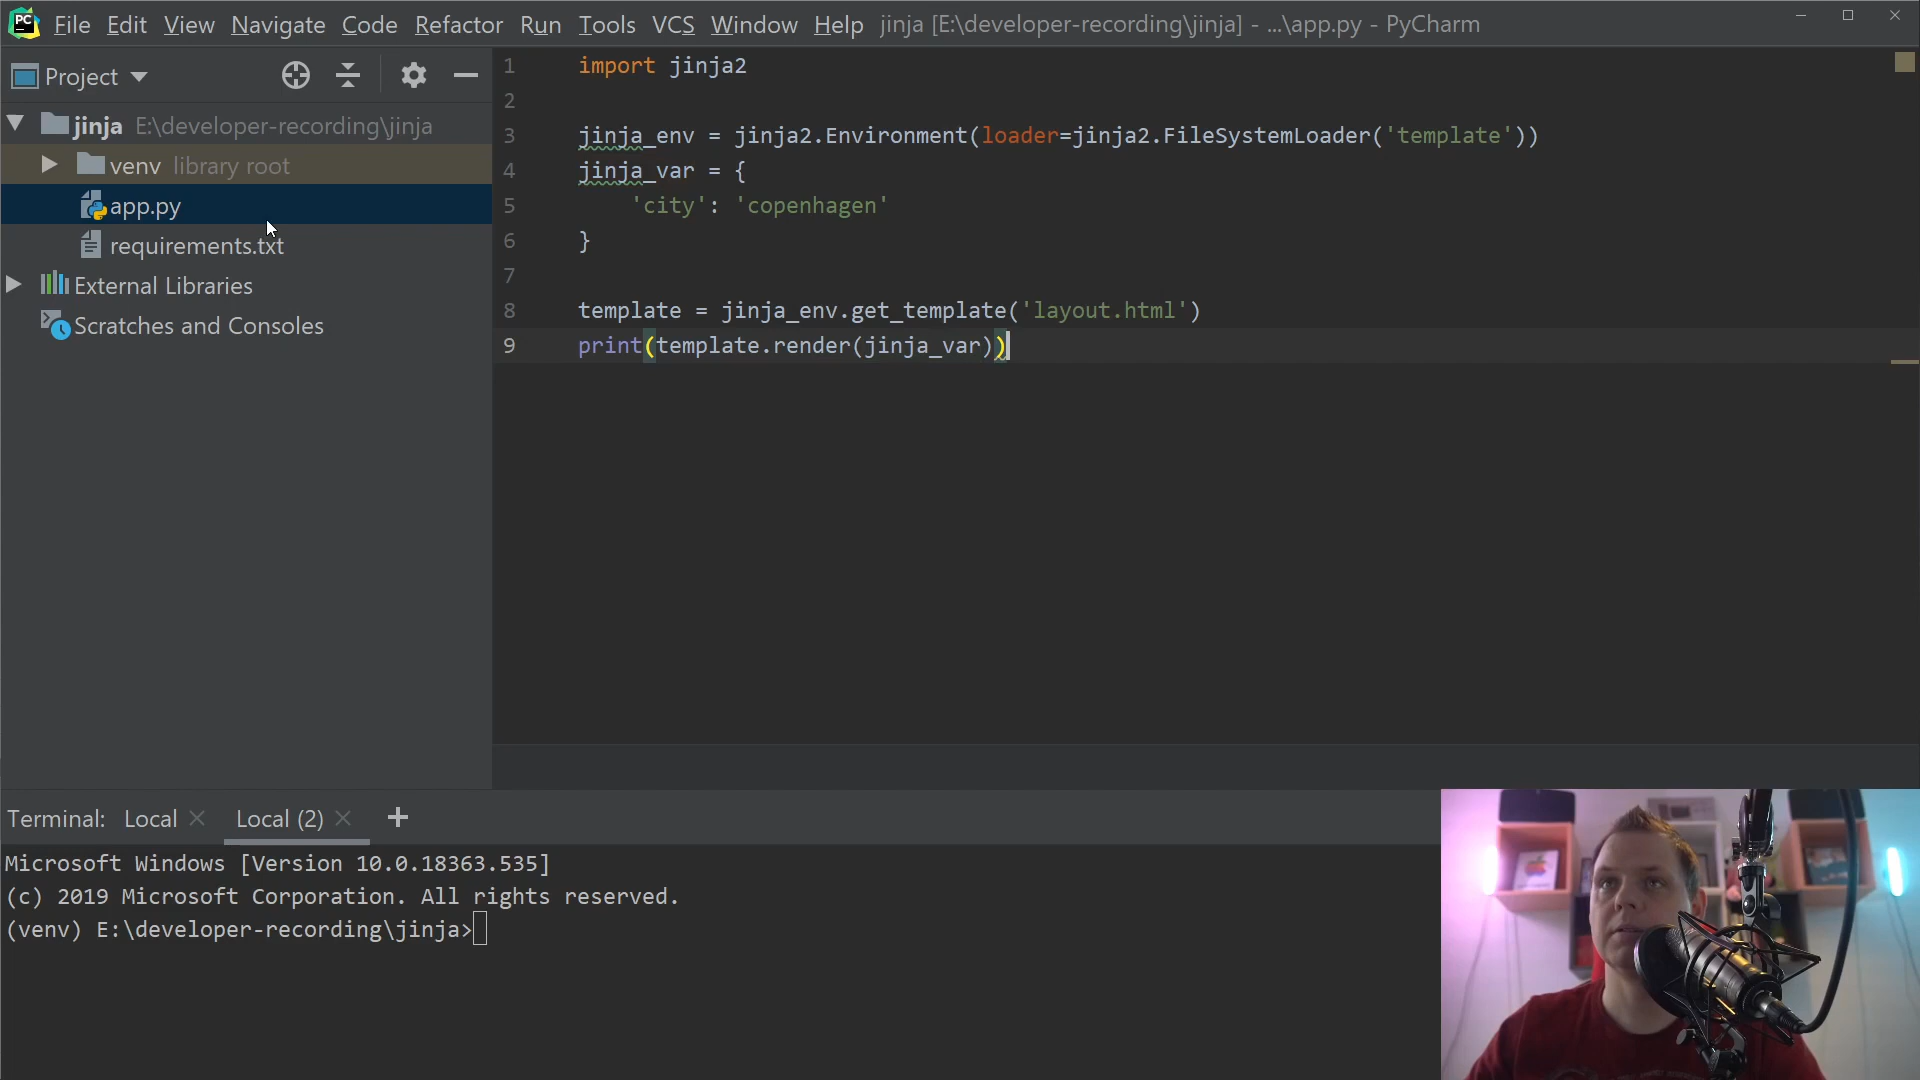 PC File Edit View Navigate Code Refactor Run Tools VCS Window Help jinja [E:\developer-recording\jinja] - ...\app.py - PyCharm
Project
jinja E:\developer-recording\jinja
venv library root
app.py
requirements.txt
External Libraries
Scratches and Consoles
1 import jinja2
2
3 jinja_env = jinja2.Environment(loader=jinja2.FileSystemLoader('template'))
4 jinja_var = {
5     'city': 'copenhagen'
6 }
7
8 template = jinja_env.get_template('layout.html')
9 print(template.render(jinja_var))
Terminal: Local Local (2) +
Microsoft Windows [Version 10.0.18363.535]
(c) 2019 Microsoft Corporation. All rights reserved.
(venv) E:\developer-recording\jinja>